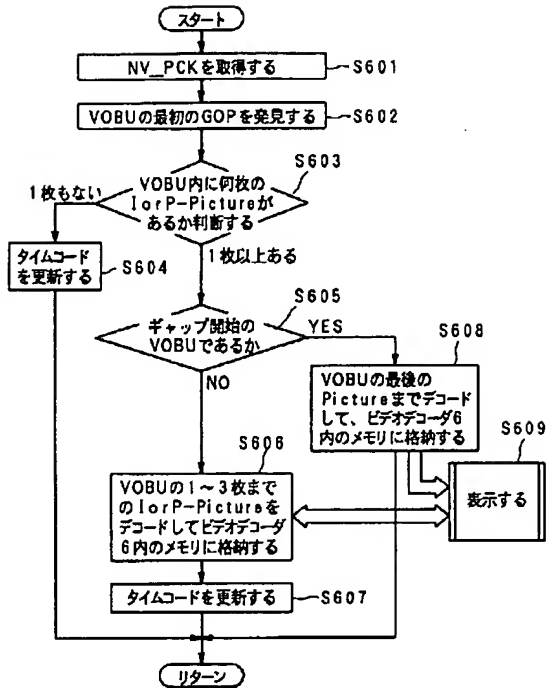 スタート
NV_PCKを取得する
S601
VOBUの最初のGOPを発見する
S602
S603
VOBU内に何枚の
IorP-Pictureが
あるか判断する
1枚もない
タイムコード
を更新する
S604
1枚以上ある
S605
ギャップ開始の
VOBUであるか
YES
NO
S608
VOBUの最後の
Pictureまでデコード
して、ビデオデコーダ6
内のメモリに格納する
S609
表示する
S606
VOBUの1～3枚まで
のIorP-Pictureを
デコードしてビデオデコーダ
6内のメモリに格納する
タイムコードを更新する
S607
リターン